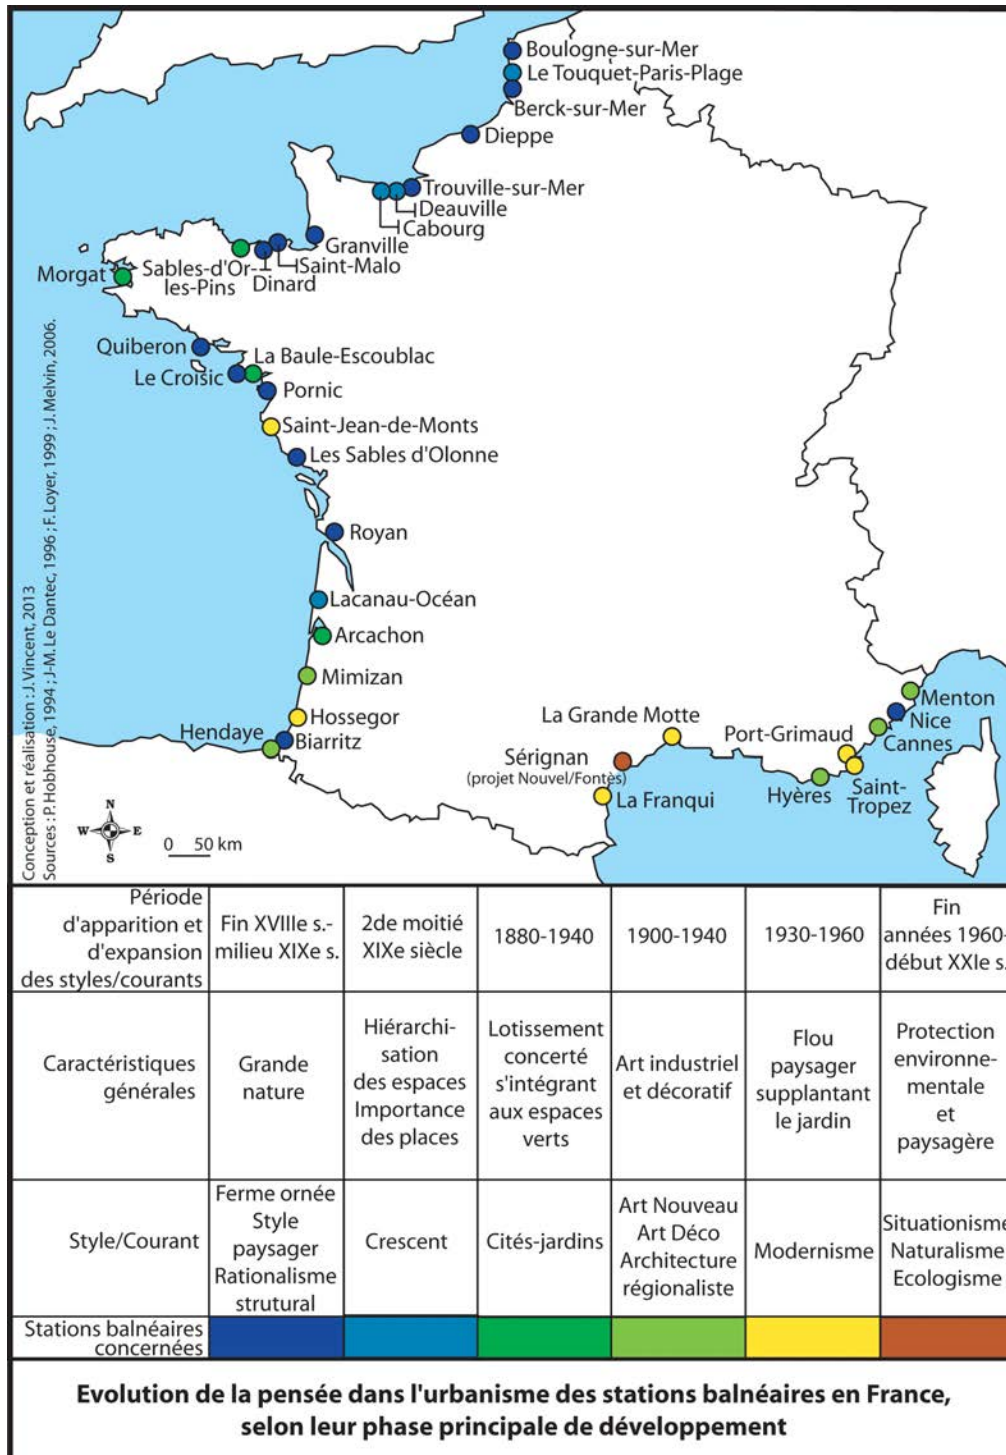 Boulogne-sur-Mer
Le Touquet-Paris-Plage
Berck-sur-Mer
Dieppe
Trouville-sur-Mer
Deauville
Cabourg
Granville
Saint-Malo
Sables-d'Or-
les-Pins
Dinard
Morgat
Quiberon
La Baule-Escoublac
Le Croisic
Pornic
Saint-Jean-de-Monts
Les Sables d'Olonne
Royan
Lacanau-Océan
Arcachon
Mimizan
Hossegor
Hendaye
Biarritz
La Grande Motte
Sérignan
(projet Nouvel/Fontès)
La Franqui
Port-Grimaud
Hyères
Saint-
Tropez
Menton
Nice
Cannes
Conception et réalisation : J. Vincent, 2013
Sources : P. Hobhouse, 1994 ; J-M. Le Dantec, 1996 ; F. Loyer, 1999 ; J. Melvin, 2006.
N
W E
S
0 50 km
Période
d'apparition et
d'expansion
des styles/courants
Fin XVIIIe s.-
milieu XIXe s.
2de moitié
XIXe siècle
1880-1940
1900-1940
1930-1960
Fin
années 1960-
début XXIe s.
Caractéristiques
générales
Grande
nature
Hiérarchi-
sation
des espaces
Importance
des places
Lotissement
concerté
s'intégrant
aux espaces
verts
Art industriel
et décoratif
Flou
paysager
supplantant
le jardin
Protection
environne-
mentale
et
paysagère
Style/Courant
Ferme ornée
Style
paysager
Rationalisme
strutural
Crescent
Cités-jardins
Art Nouveau
Art Déco
Architecture
régionaliste
Modernisme
Situationisme
Naturalisme
Ecologisme
Stations balnéaires
concernées
Evolution de la pensée dans l'urbanisme des stations balnéaires en France,
selon leur phase principale de développement